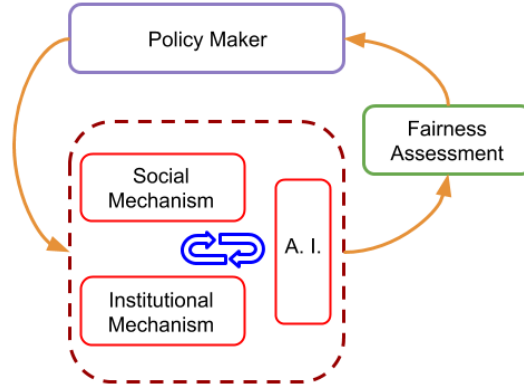 Policy Maker
Fairness
Assessment
Social
Mechanism
A. I.
Institutional
Mechanism